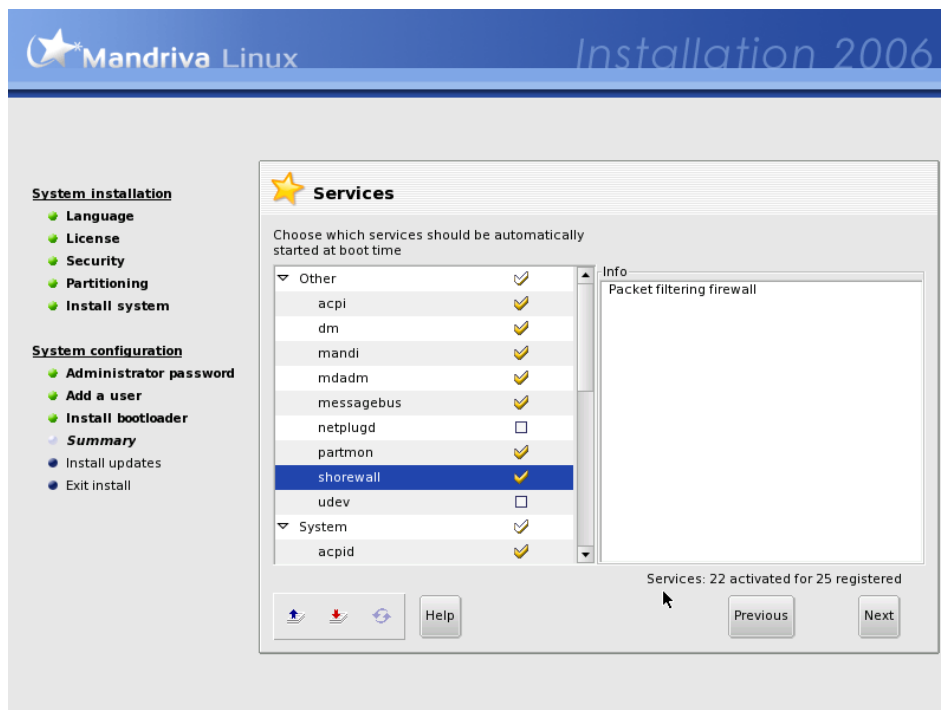 Mandriva Linux
Installation 2006
System installation
Language
License
Security
Partitioning
Install system
System configuration
Administrator password
Add a user
Install bootloader
Summary
Install updates
Exit install
Services
Choose which services should be automatically
started at boot time
Other
acpi
dm
mandi
mdadm
messagebus
netplugd
partmon
shorewall
udev
System
acpid
Info
Packet filtering firewall
Services: 22 activated for 25 registered
Help
Previous
Next